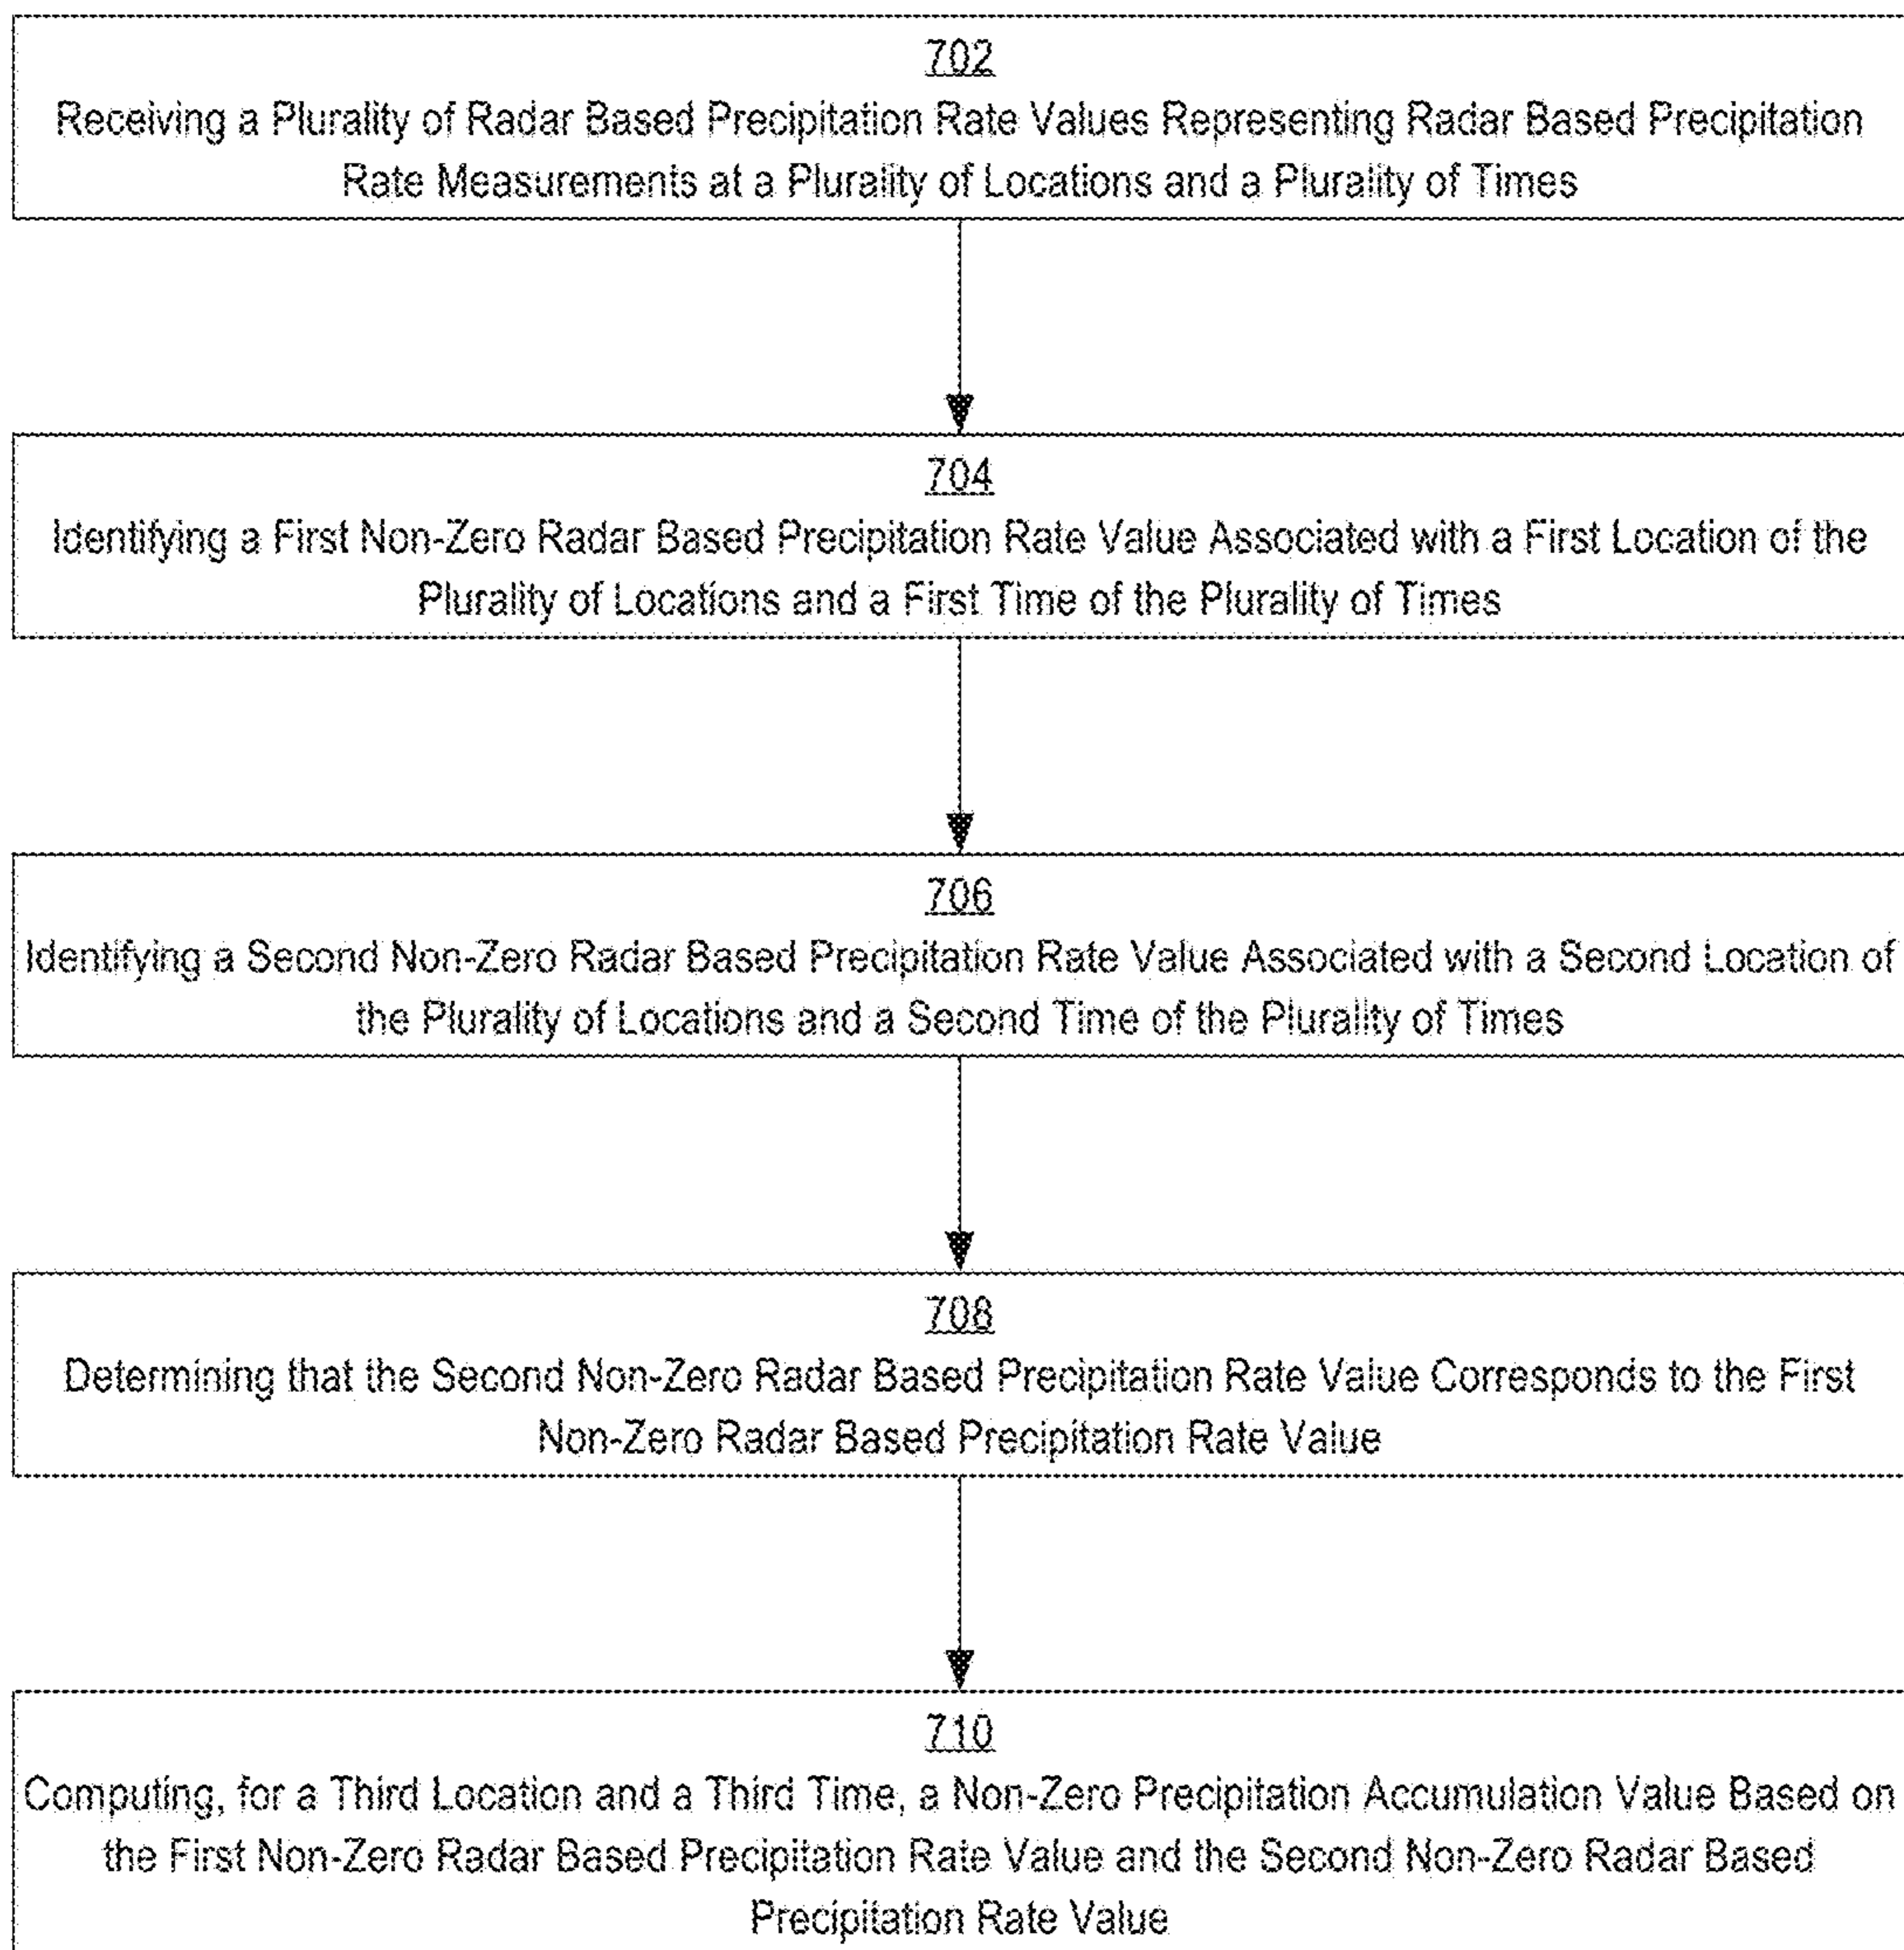 702
Receiving a Plurality of Radar Based Precipitation Rate Values Representing Radar Based Precipitation
Rate Measurements at a Plurality of Locations and a Plurality of Times
704
Identifying a First Non-Zero Radar Based Precipitation Rate Value Associated with a First Location of the
Plurality of Locations and a First Time of the Plurality of Times
706
Identifying a Second Non-Zero Radar Based Precipitation Rate Value Associated with a Second Location of
the Plurality of Locations and a Second Time of the Plurality of Times
708
Determining that the Second Non-Zero Radar Based Precipitation Rate Value Corresponds to the First
Non-Zero Radar Based Precipitation Rate Value
710
Computing, for a Third Location and a Third Time, a Non-Zero Precipitation Accumulation Value Based on
the First Non-Zero Radar Based Precipitation Rate Value and the Second Non-Zero Radar Based
Precipitation Rate Value